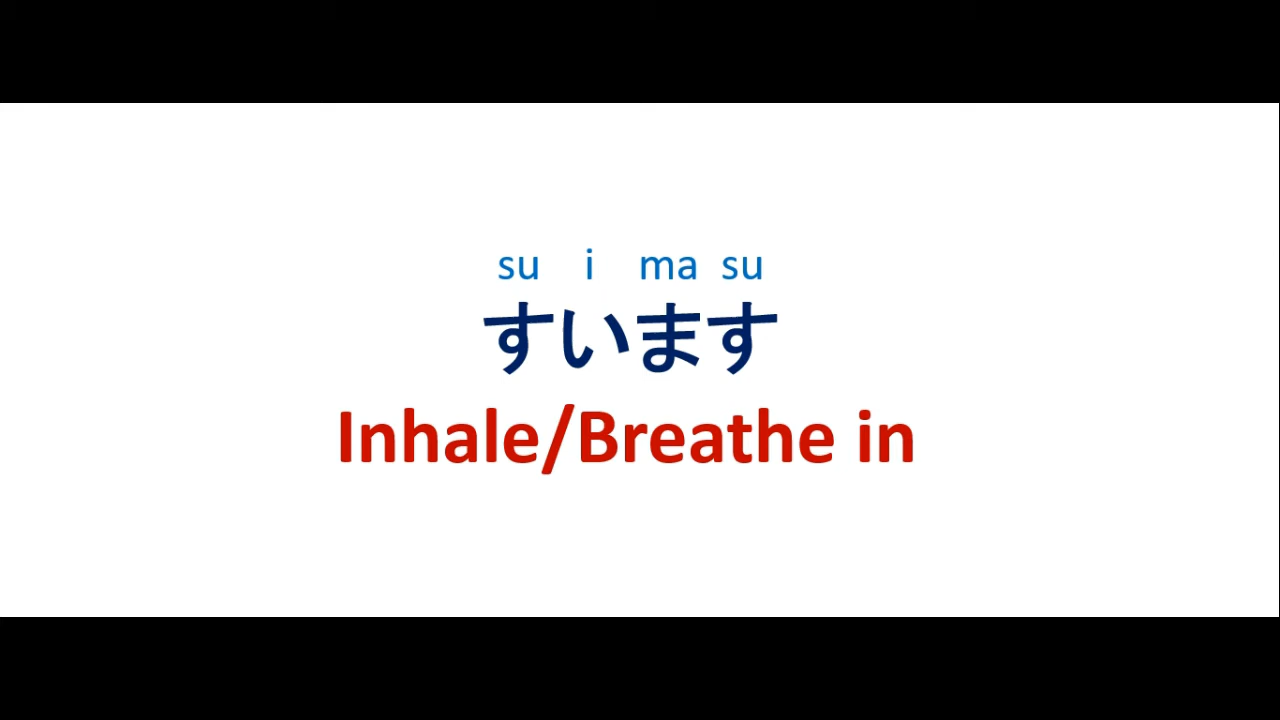 su i ma su
すいます
Inhale/Breathe in